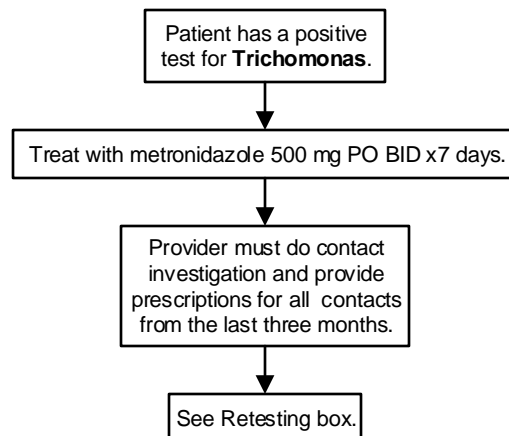 Patient has a positive
test for Trichomonas.
Treat with metronidazole 500 mg PO BID x7 days.
Provider must do contact
investigation and provide
prescriptions for all contacts
from the last three months.
See Retesting box.